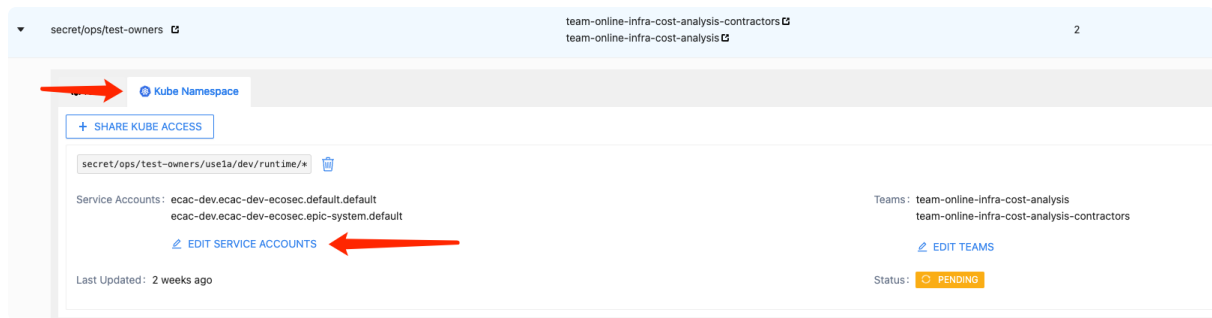 secret/ops/test-owners
team-online-infra-cost-analysis-contractors
team-online-infra-cost-analysis
2
Kube Namespace
+ SHARE KUBE ACCESS
secret/ops/test-owners/use1a/dev/runtime/*
Service Accounts: ecac-dev.ecac-dev-ecosec.default.default
ecac-dev.ecac-dev-ecosec.epic-system.default
EDIT SERVICE ACCOUNTS
Teams: team-online-infra-cost-analysis
team-online-infra-cost-analysis-contractors
EDIT TEAMS
Last Updated: 2 weeks ago
Status: PENDING